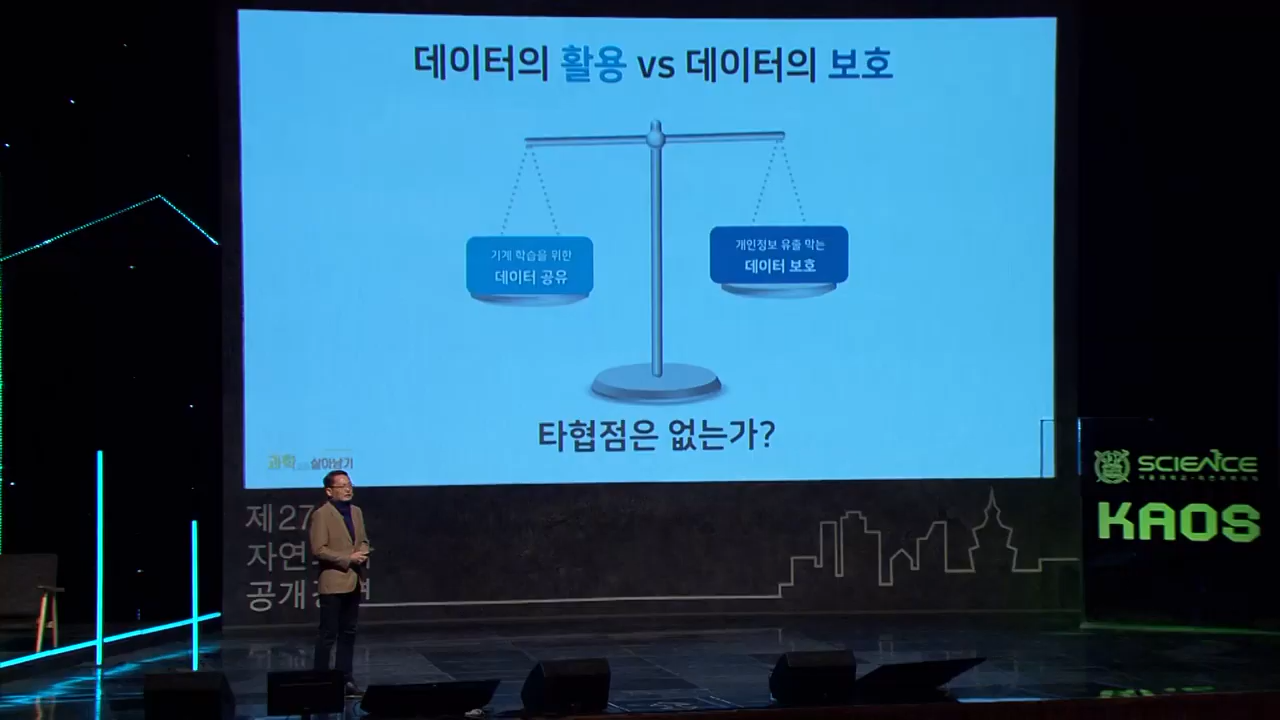 데이터의 활용 vs 데이터의 보호
기계 학습을 위한
데이터 공유
개인정보 유출 막는
데이터 보호
타협점은 없는가?
과학 살아남기
제27
자연
공개
SCIENCE
KAOS